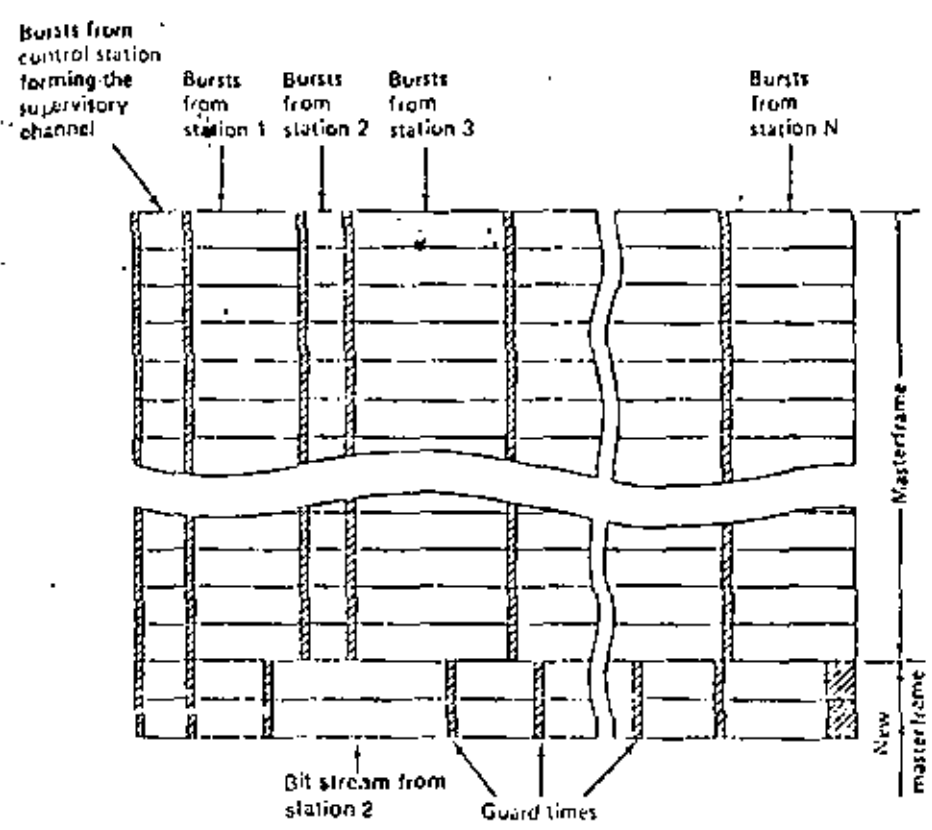 Bursts from
control station
forming the
supervisory
channel
Bursts
from
station 1
Bursts
from
station 2
Bursts
from
station 3
Bursts
from
station N
Masterframe
New
masterframe
Bit stream from
station 2
Guard times